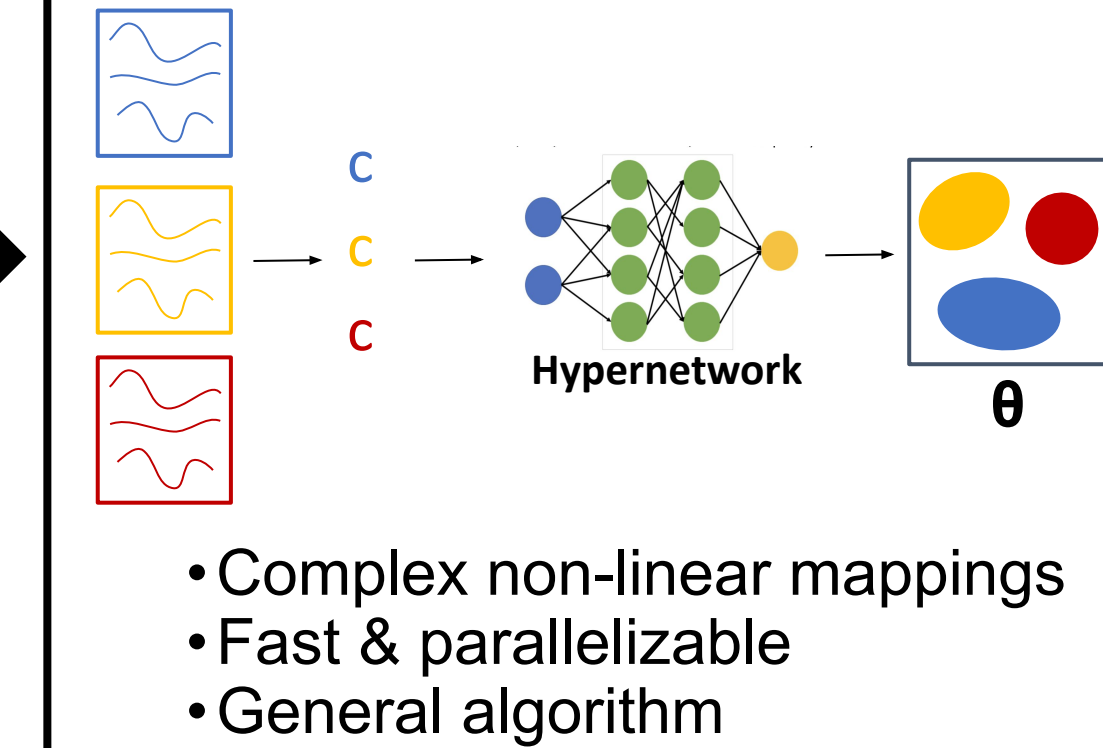 C
C
C
Hypernetwork
θ
•Complex non-linear mappings
•Fast & parallelizable
•General algorithm